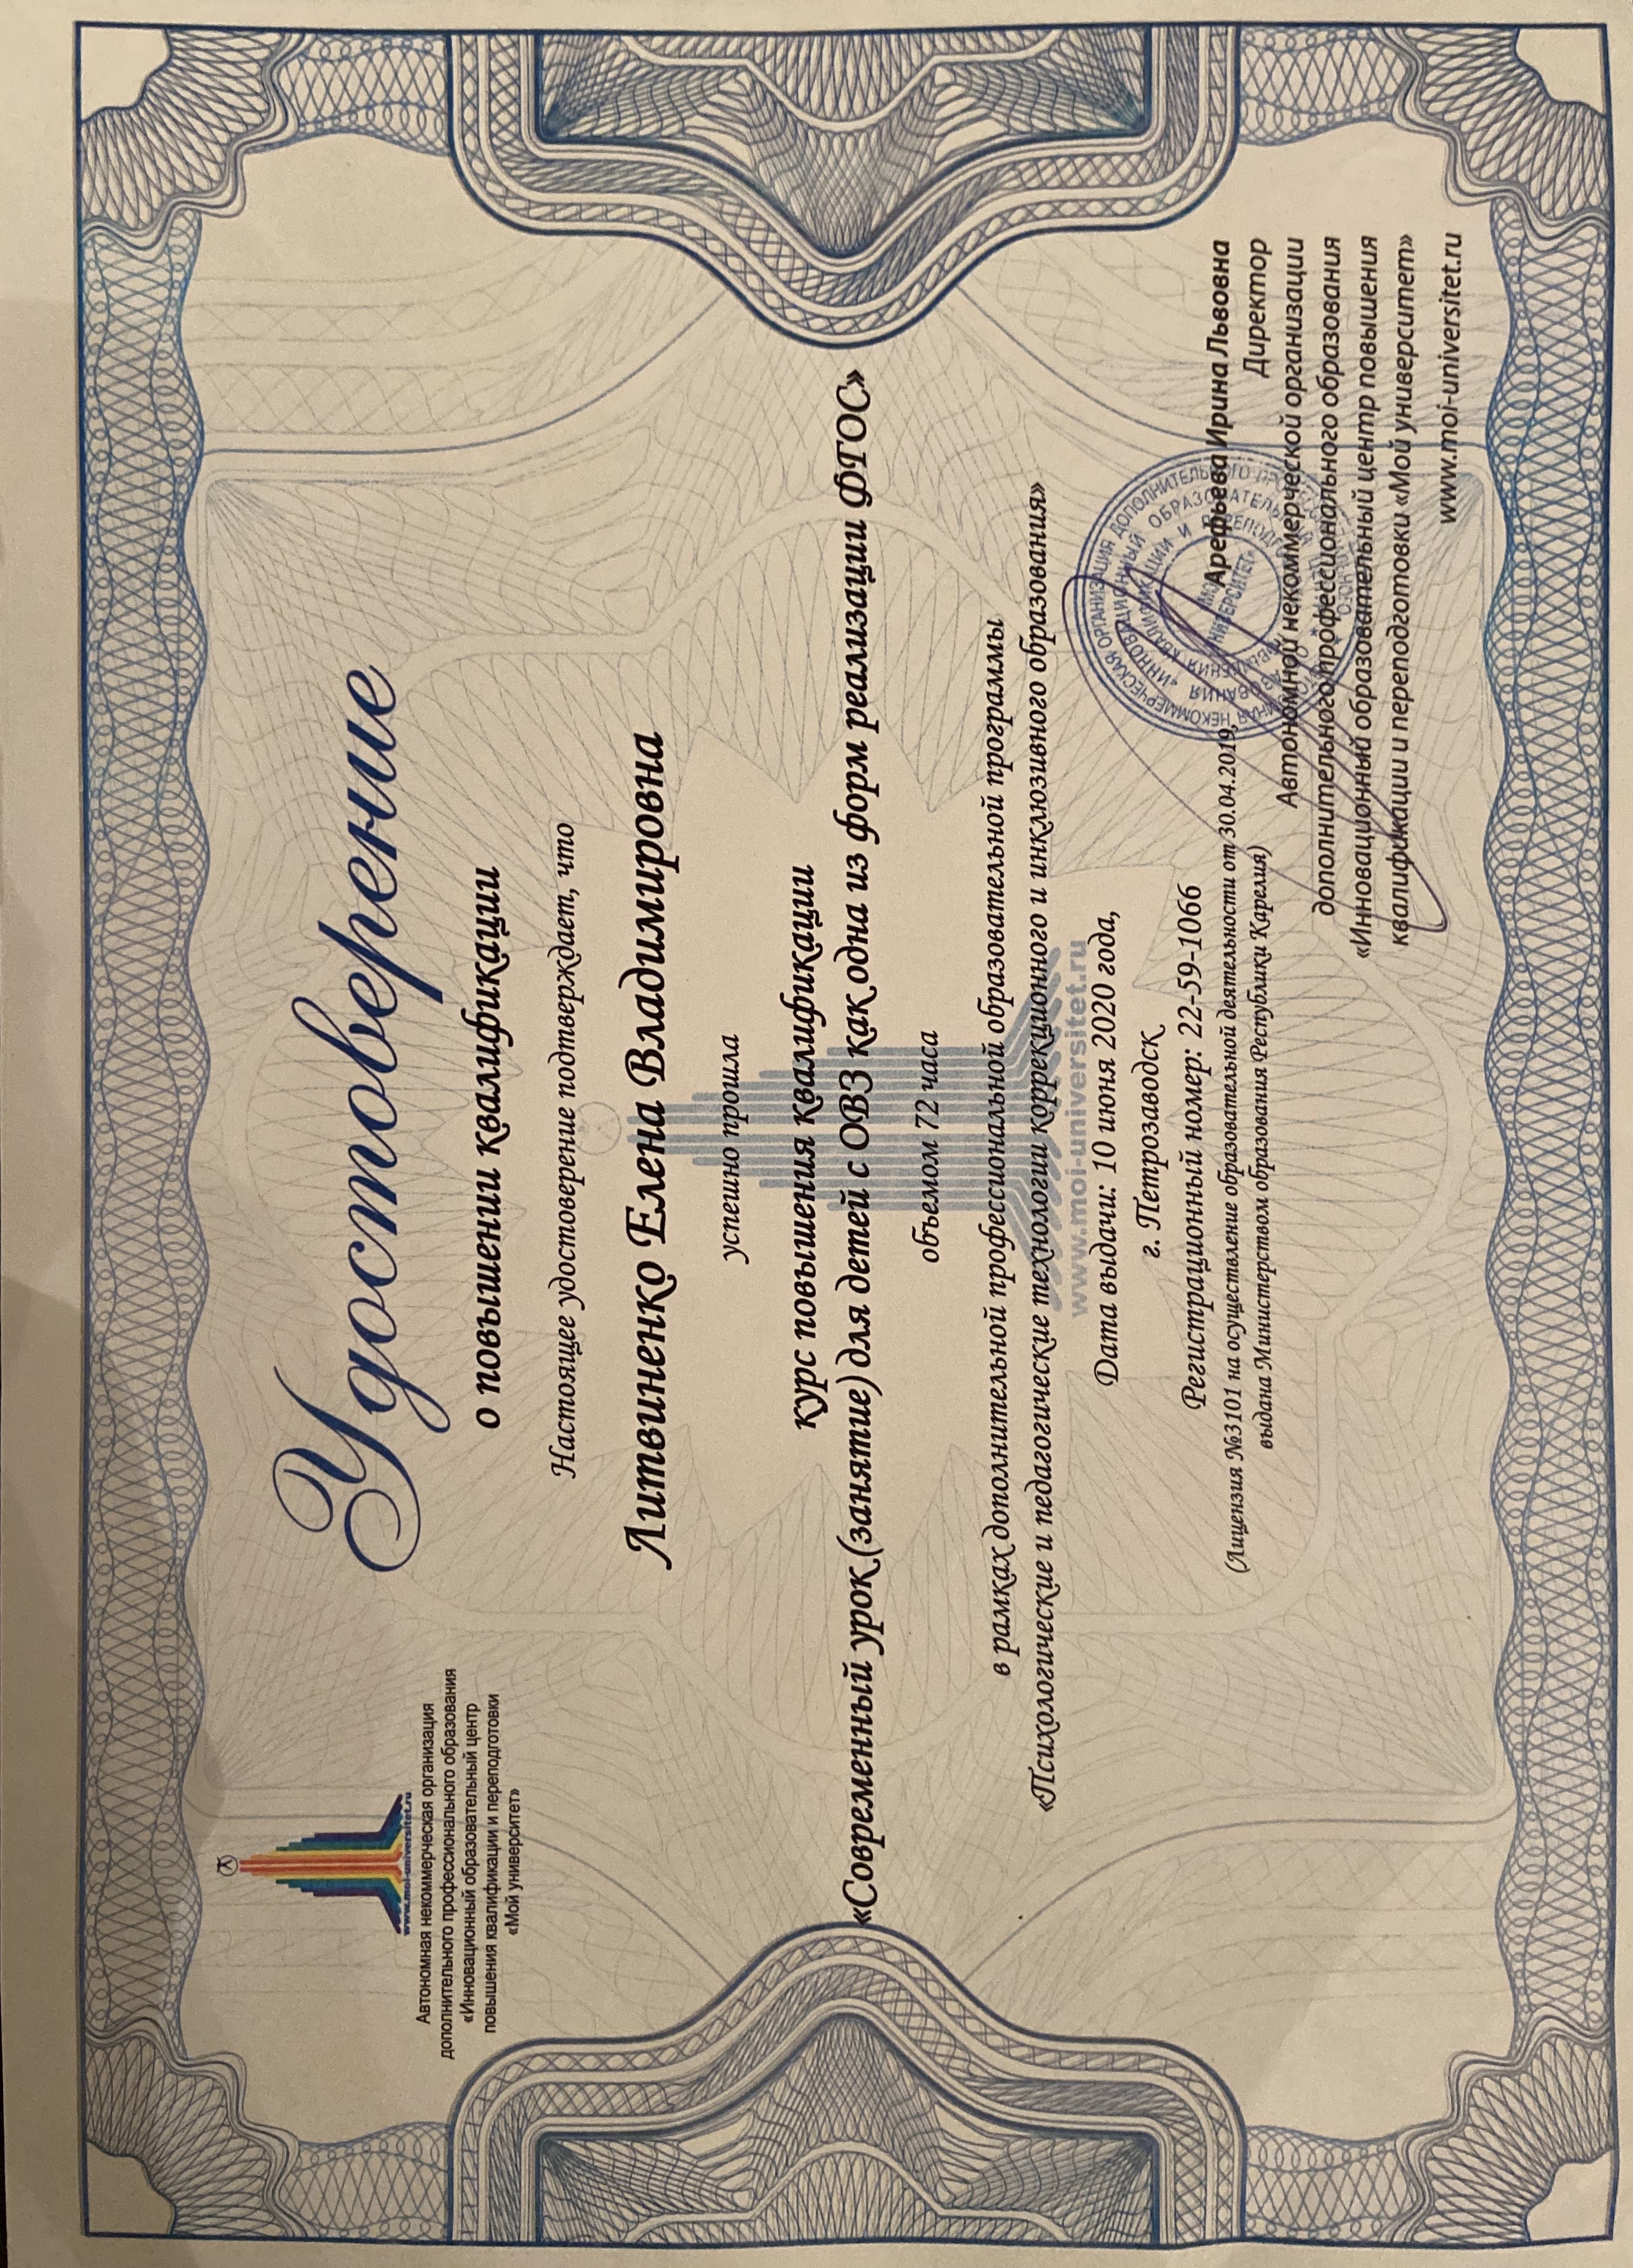 www.moi-universitet.ru
Автономная некоммерческая организация
дополнительного профессионального образования
«Инновационный образовательный центр
повышения квалификации и переподготовки
«Мой университет»
Удостоверение
о повышении квалификации
Настоящее удостоверение подтверждает, что
Литвиненко Елена Владимировна
успешно прошла
курс повышения квалификации
«Современный урок (занятие) для детей с ОВЗ как одна из форм реализации ФГОС»
объемом 72 часа
в рамках дополнительной профессиональной образовательной программы
«Психологические и педагогические технологии коррекционного и инклюзивного образования»
www.moi-universitet.ru
Дата выдачи: 10 июня 2020 года,
г. Петрозаводск
Регистрационный номер: 22-59-1066
(Лицензия №3101 на осуществление образовательной деятельности от 30.04.2019,
выдана Министерством образования Республики Карелия)
Арефьева Ирина Львовна
Директор
Автономной некоммерческой организации
дополнительного профессионального образования
«Инновационный образовательный центр повышения
квалификации и переподготовки «Мой университет»
www.moi-universitet.ru